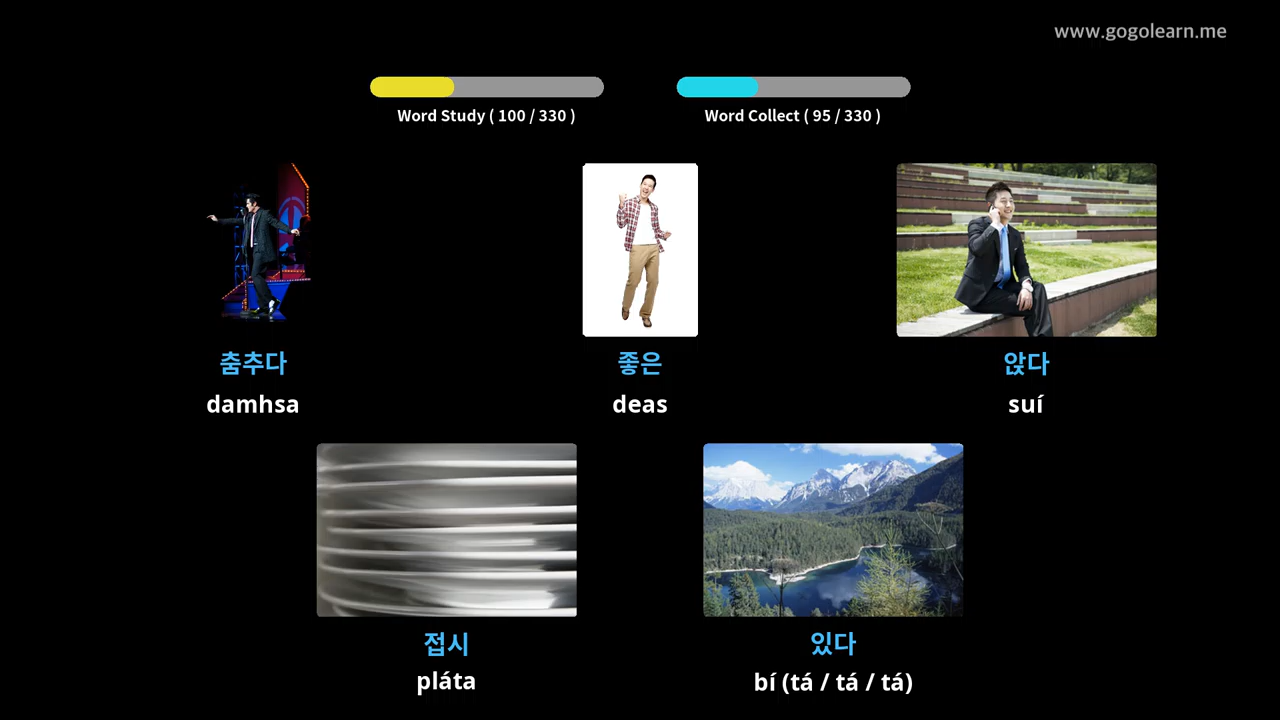 www.gogolearn.me
Word Study ( 100 / 330 )
Word Collect ( 95 / 330 )
춤추다
damhsa
좋은
deas
앉다
suí
접시
pláta
있다
bí (tá / tá / tá)